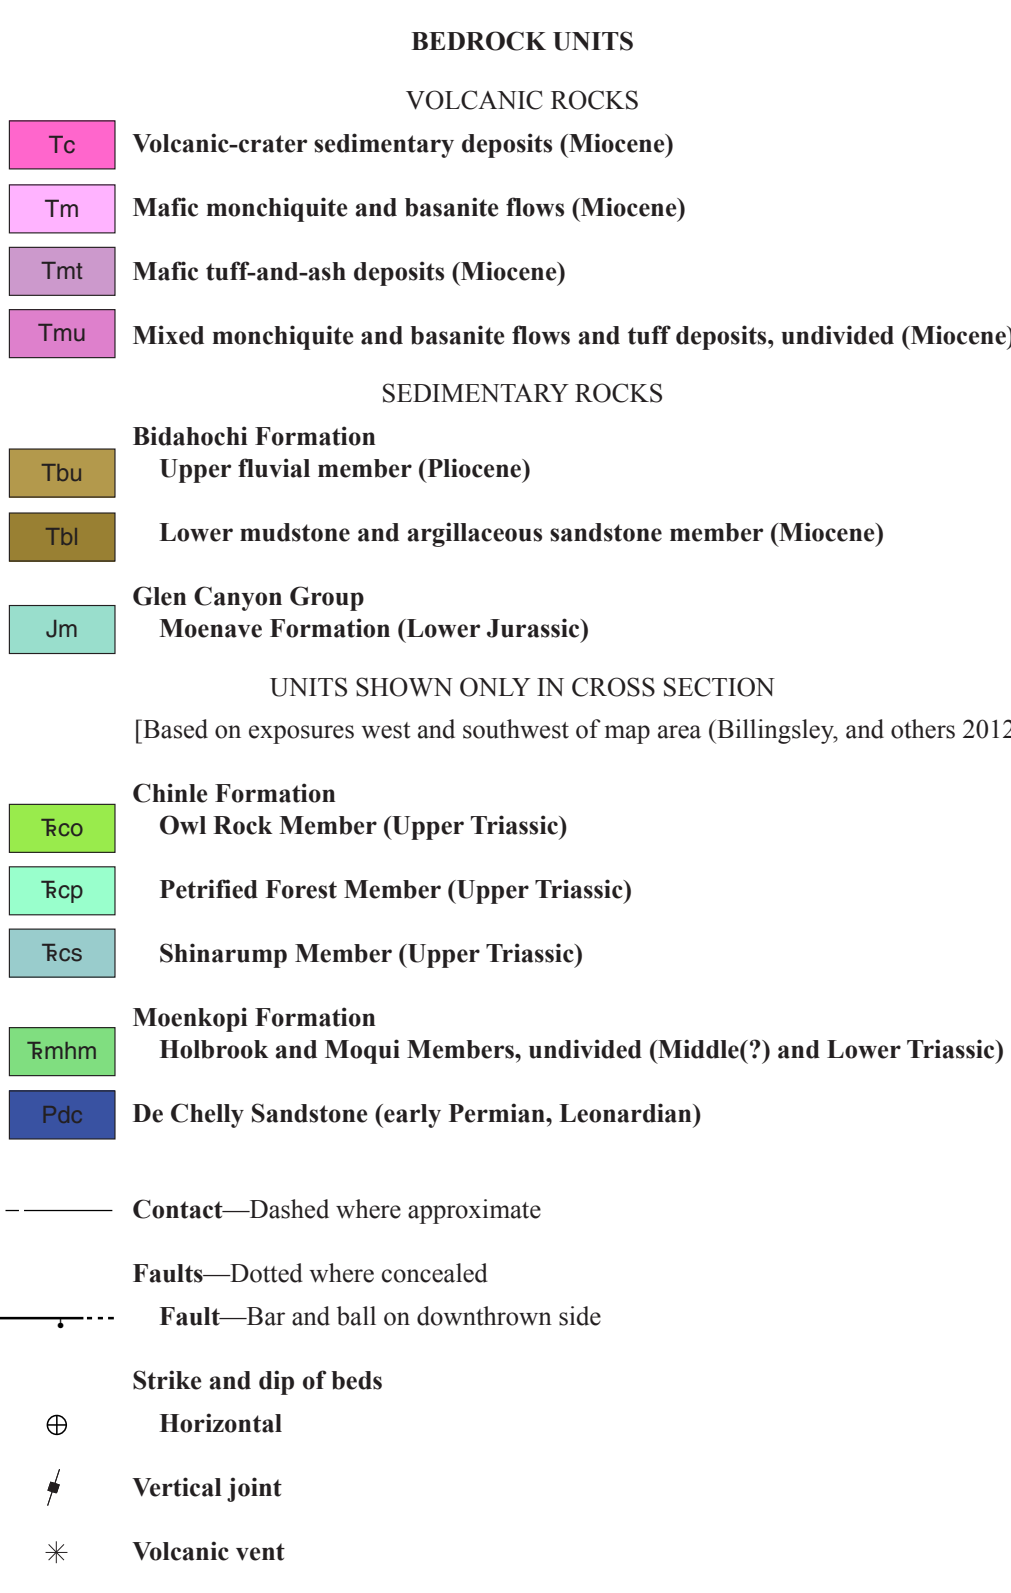 BEDROCK UNITS
VOLCANIC ROCKS
Tc Volcanic-crater sedimentary deposits (Miocene)
Tm Mafic monchiquite and basanite flows (Miocene)
Tmt Mafic tuff-and-ash deposits (Miocene)
Tmu Mixed monchiquite and basanite flows and tuff deposits, undivided (Miocene)
SEDIMENTARY ROCKS
Bidahochi Formation
Tbu Upper fluvial member (Pliocene)
Tbl Lower mudstone and argillaceous sandstone member (Miocene)
Glen Canyon Group
Jm Moenave Formation (Lower Jurassic)
UNITS SHOWN ONLY IN CROSS SECTION
[Based on exposures west and southwest of map area (Billingsley, and others 2012
Chinle Formation
T̶Rco Owl Rock Member (Upper Triassic)
T̶Rcp Petrified Forest Member (Upper Triassic)
T̶Rcs Shinarump Member (Upper Triassic)
Moenkopi Formation
T̶Rmhm Holbrook and Moqui Members, undivided (Middle(?) and Lower Triassic)
Pdc De Chelly Sandstone (early Permian, Leonardian)
Contact—Dashed where approximate
Faults—Dotted where concealed
Fault—Bar and ball on downthrown side
Strike and dip of beds
Horizontal
Vertical joint
Volcanic vent